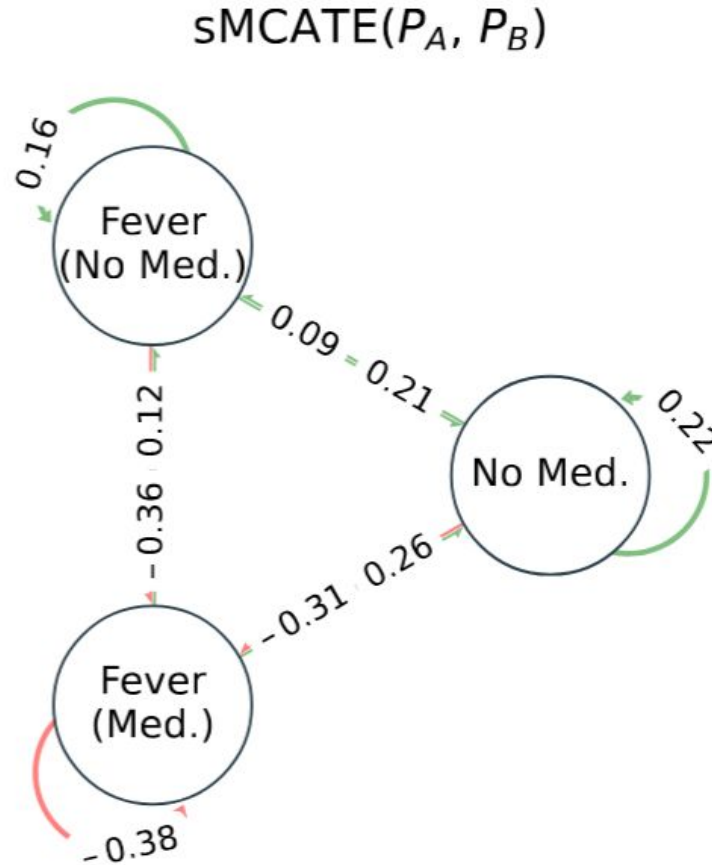 sMCATE(P_A, P_B)
0.16
Fever
(No Med.)
0.09
0.21
0.22
No Med.
−0.36
0.12
−0.31
0.26
Fever
(Med.)
−0.38